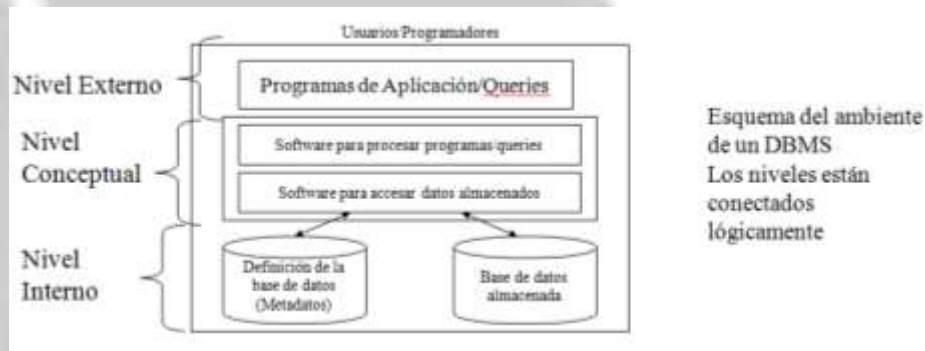 Usuarios/Programadores
Nivel Externo
Programas de Aplicación/Queries
Nivel
Conceptual
Software para procesar programas queries
Software para accesar datos almacenados
Nivel
Interno
Definición de la
base de datos
(Metadatos)
Base de datos
almacenada
Esquema del ambiente
de un DBMS
Los niveles están
conectados
lógicamente